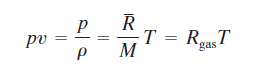 pv = p/ρ = R̄/M T = R_gas T